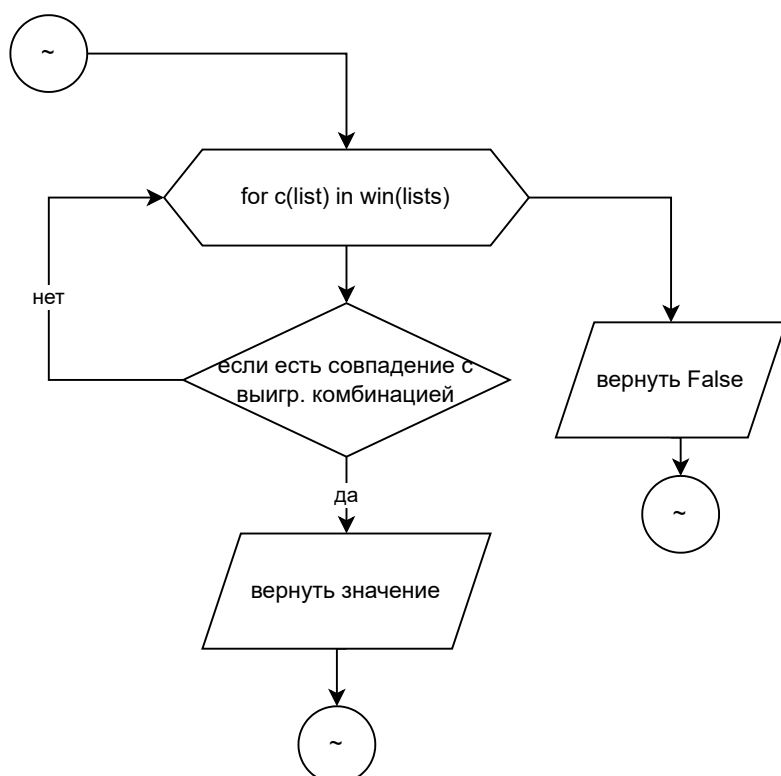 ~
for c(list) in win(lists)
нет
если есть совпадение с
выигр. комбинацией
вернуть False
да
~
вернуть значение
~